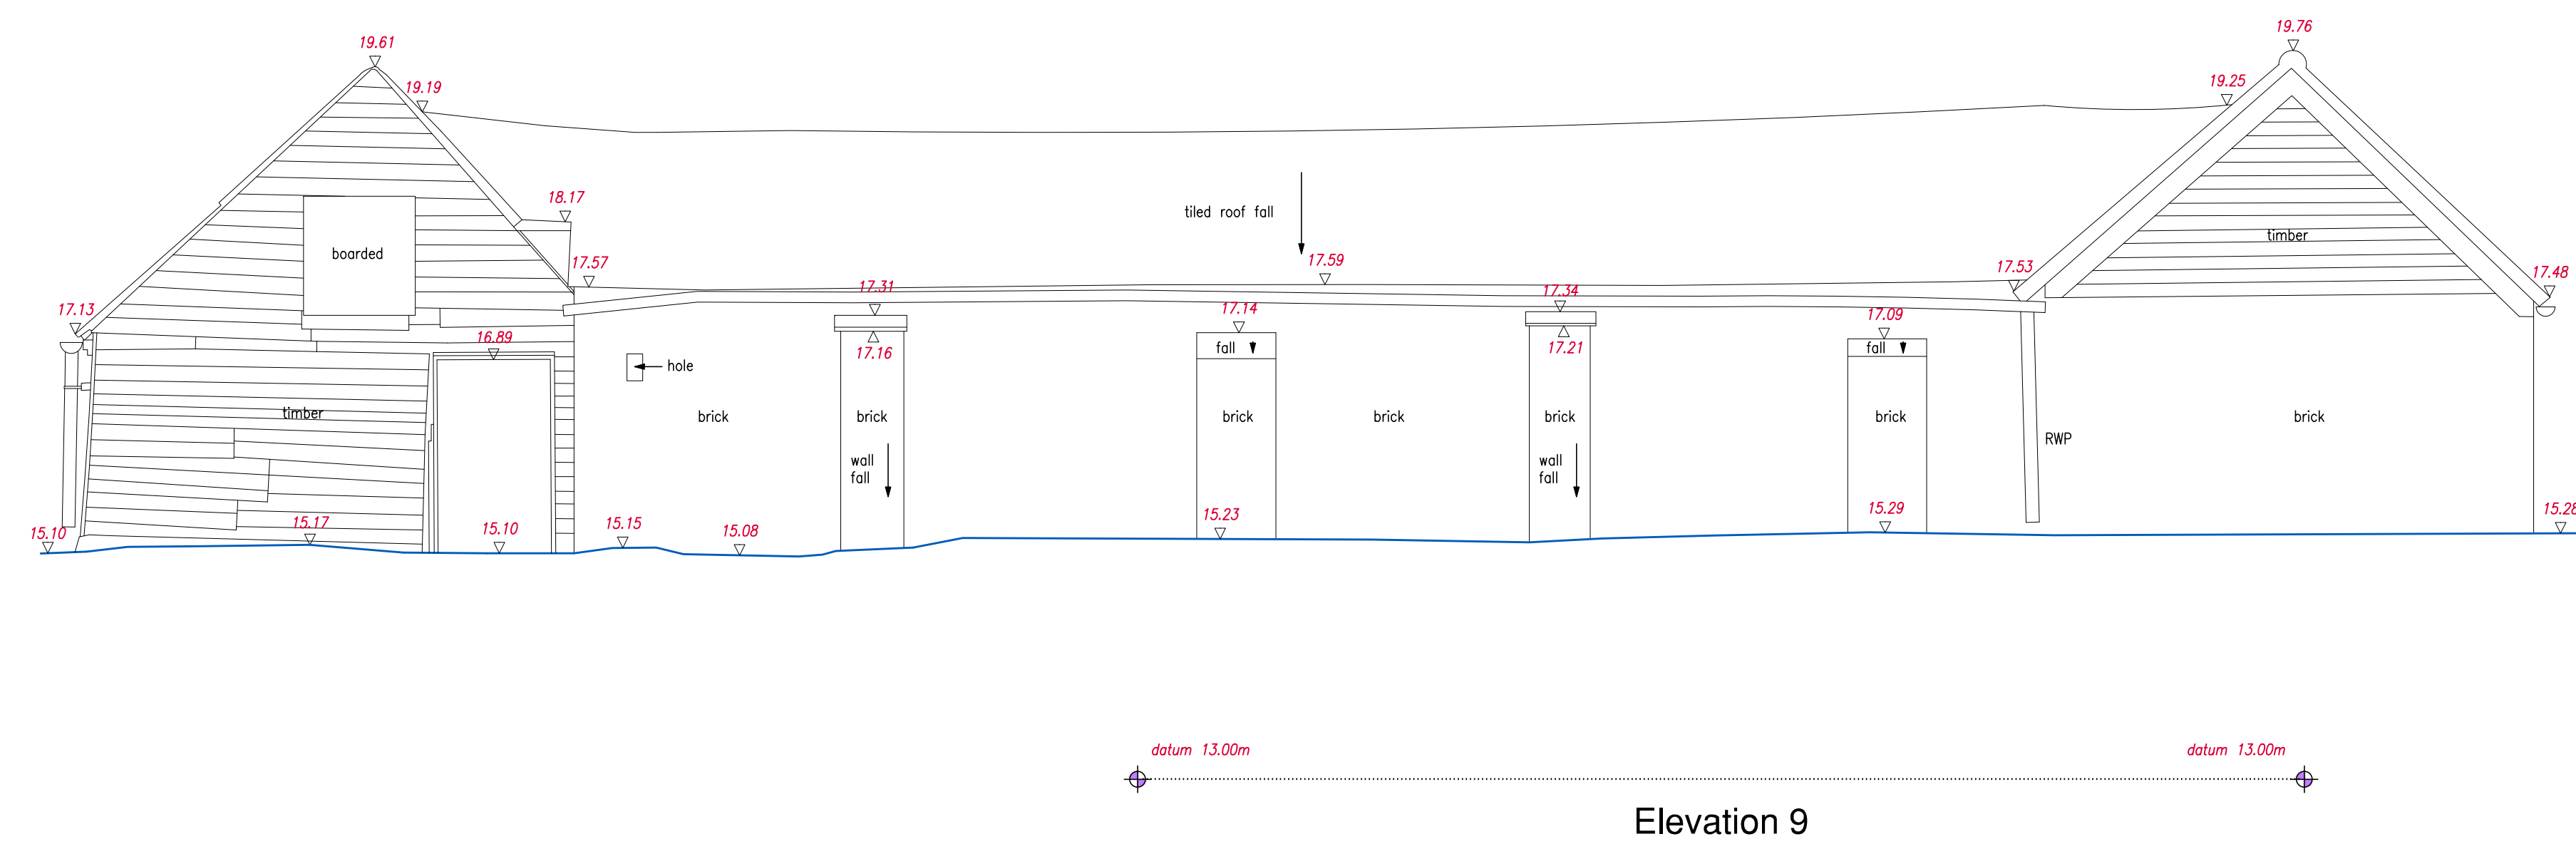 19.61
19.76
19.19
19.25
18.17
tiled roof fall
boarded
timber
17.57
17.59
17.53
17.48
17.13
17.31
17.34
17.14
17.09
16.89
17.16
fall
17.21
fall
hole
timber
brick
brick
brick
brick
brick
brick
brick
RWP
wall
fall
wall
fall
15.10
15.17
15.10
15.15
15.08
15.23
15.29
15.28
datum 13.00m
datum 13.00m
Elevation 9